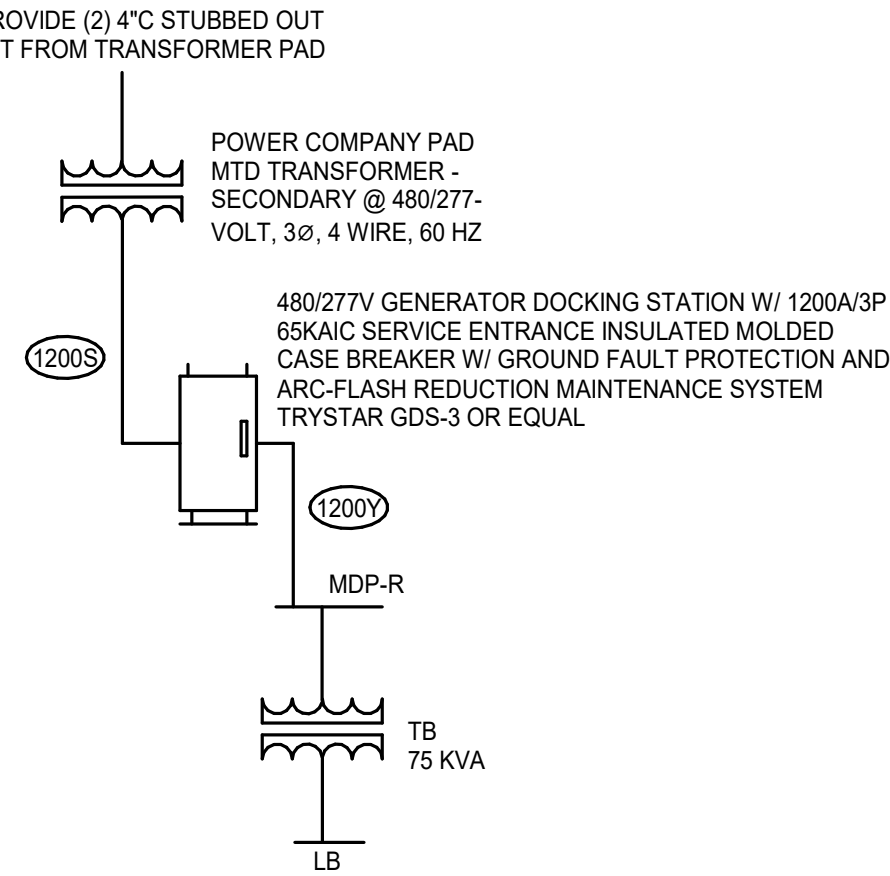 ROVIDE (2) 4"C STUBBED OUT
T FROM TRANSFORMER PAD
POWER COMPANY PAD
MTD TRANSFORMER -
SECONDARY @ 480/277-
VOLT, 3Ø, 4 WIRE, 60 HZ
480/277V GENERATOR DOCKING STATION W/ 1200A/3P
65KAIC SERVICE ENTRANCE INSULATED MOLDED
CASE BREAKER W/ GROUND FAULT PROTECTION AND
ARC-FLASH REDUCTION MAINTENANCE SYSTEM
TRYSTAR GDS-3 OR EQUAL
1200S
1200Y
MDP-R
TB
75 KVA
LB